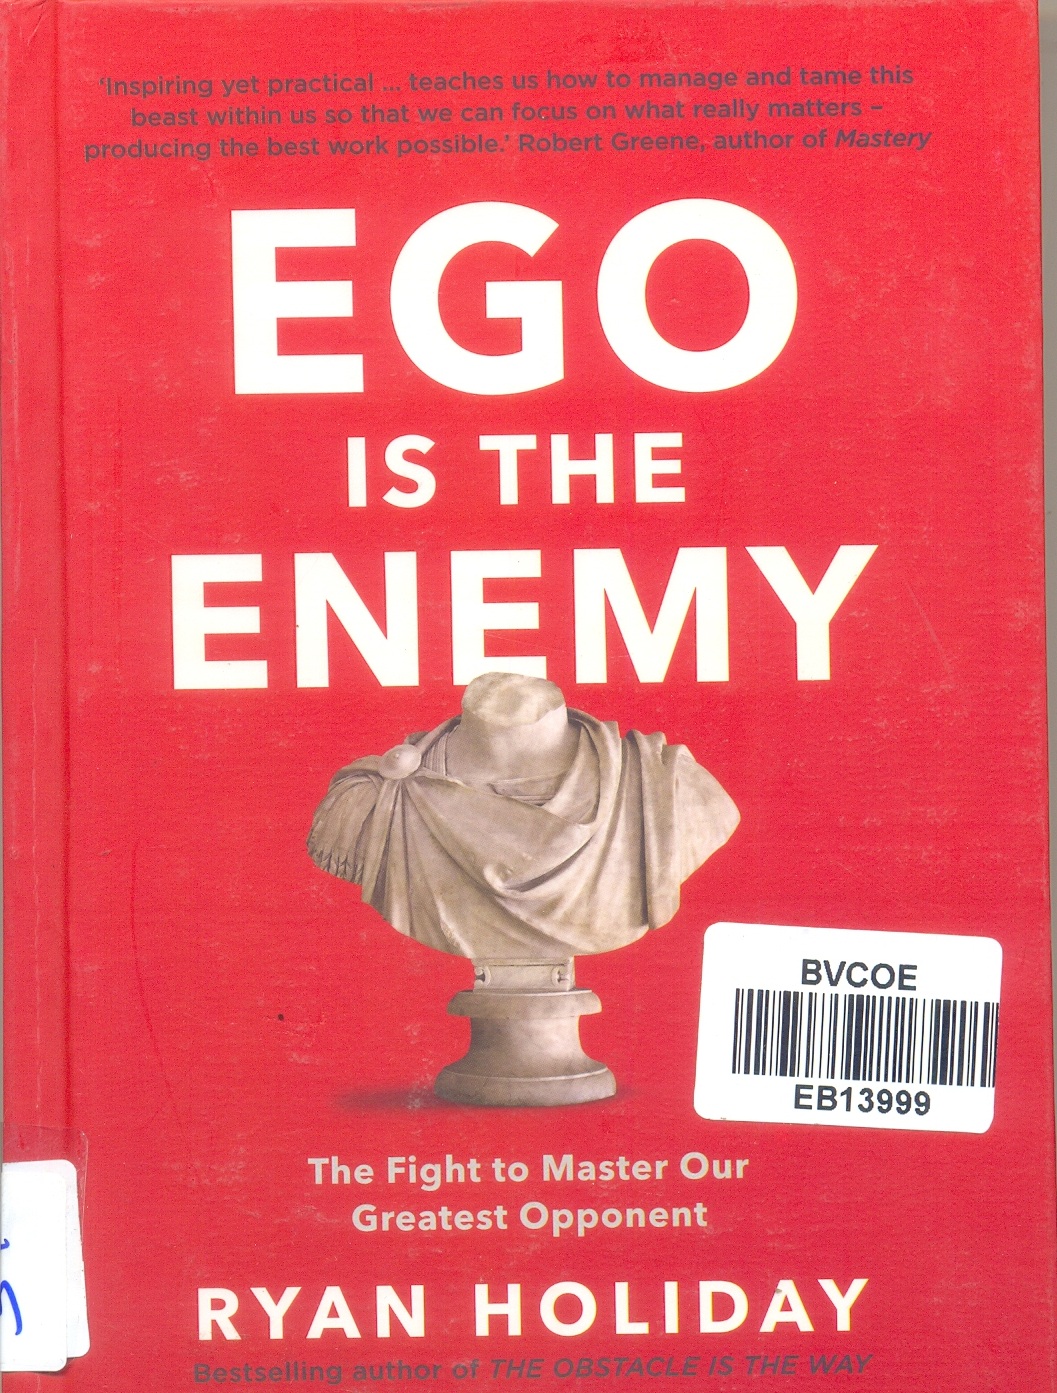 ‘Inspiring yet practical ... teaches us how to manage and tame this
beast within us so that we can focus on what really matters –
producing the best work possible.’ Robert Greene, author of Mastery
EGO
IS THE
ENEMY
BVCOE
EB13999
The Fight to Master Our
Greatest Opponent
RYAN HOLIDAY
Bestselling author of THE OBSTACLE IS THE WAY